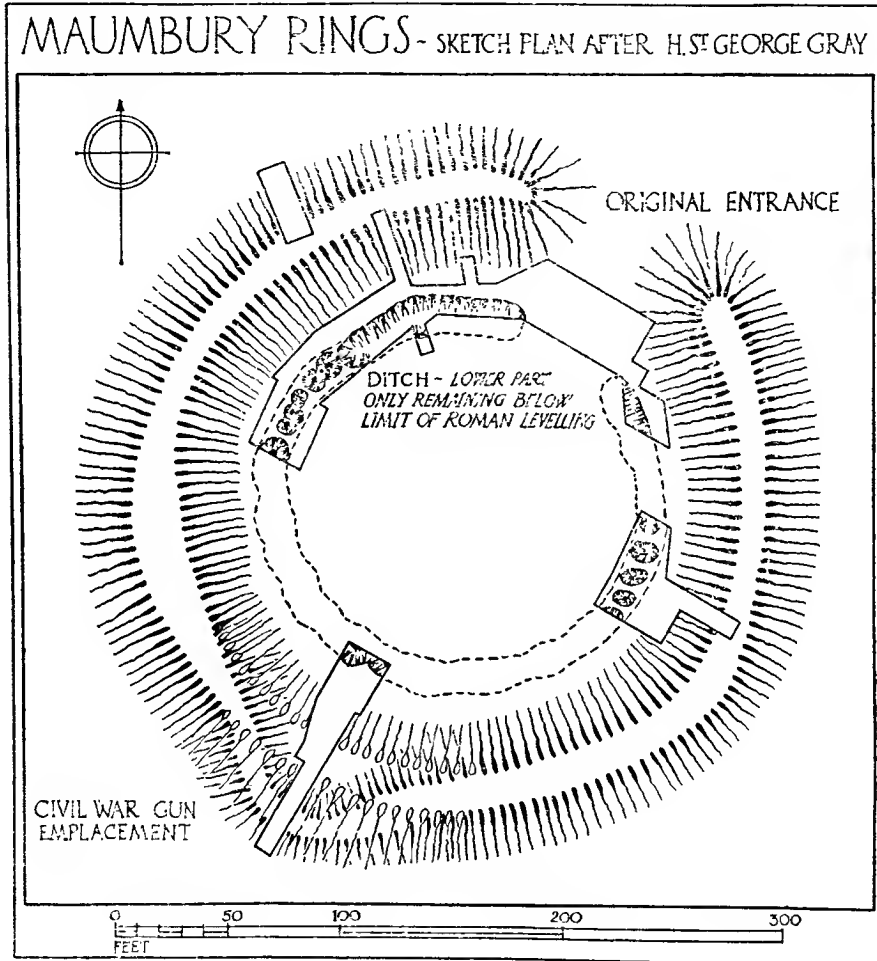 MAUMBURY RINGS ~ SKETCH PLAN AFTER H. ST GEORGE GRAY
ORIGINAL ENTRANCE
DITCH ~ LOWER PART
ONLY REMAINING BELOW
LIMIT OF ROMAN LEVELLING
CIVIL WAR GUN
EMPLACEMENT
0 50 100 200 300
FEET